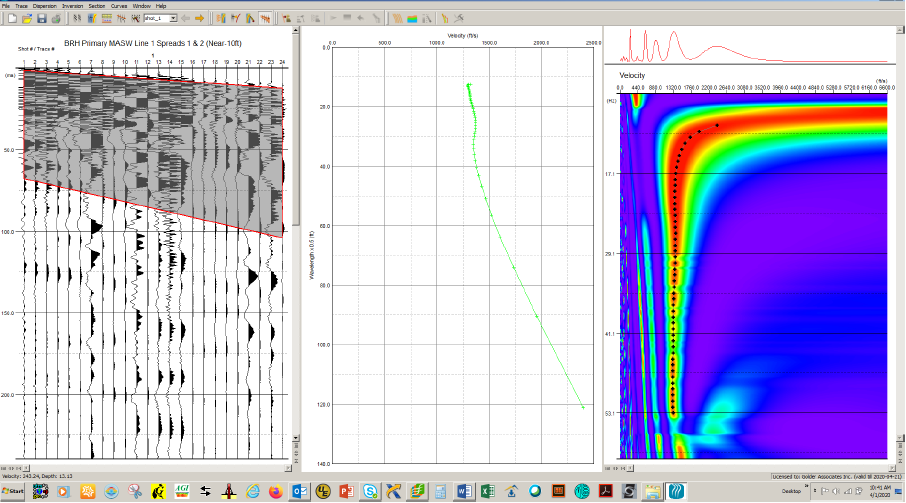 File Trace Dispersion Inversion Section Curves Window Help
shot_1
BRH Primary MASW Line 1 Spreads 1 & 2 (Near-10ft)
Shot # / Trace #
1
1 2 3 4 5 6 7 8 9 10 11 12 13 14 15 16 17 18 19 20 21 22 23 24
(ms)
50.0
100.0
150.0
200.0
Velocity (ft/s)
0.0 500.0 1000.0 1500.0 2000.0 2500.0
0.0
20.0
40.0
60.0
80.0
100.0
120.0
140.0
Wavelength x 0.5 (ft)
Velocity
(ft/s)
0.0 440.0 880.0 1320.0 1760.0 2200.0 2640.0 3080.0 3520.0 3960.0 4400.0 4840.0 5280.0 5720.0 6160.0 6600.0
(Hz)
17.1
29.1
41.1
53.1
Velocity: 243.24, Depth: 13.13
Licensed to: Golder Associates Inc. (valid til 2020-04-21)
Start
Desktop
10:41 AM
4/1/2020